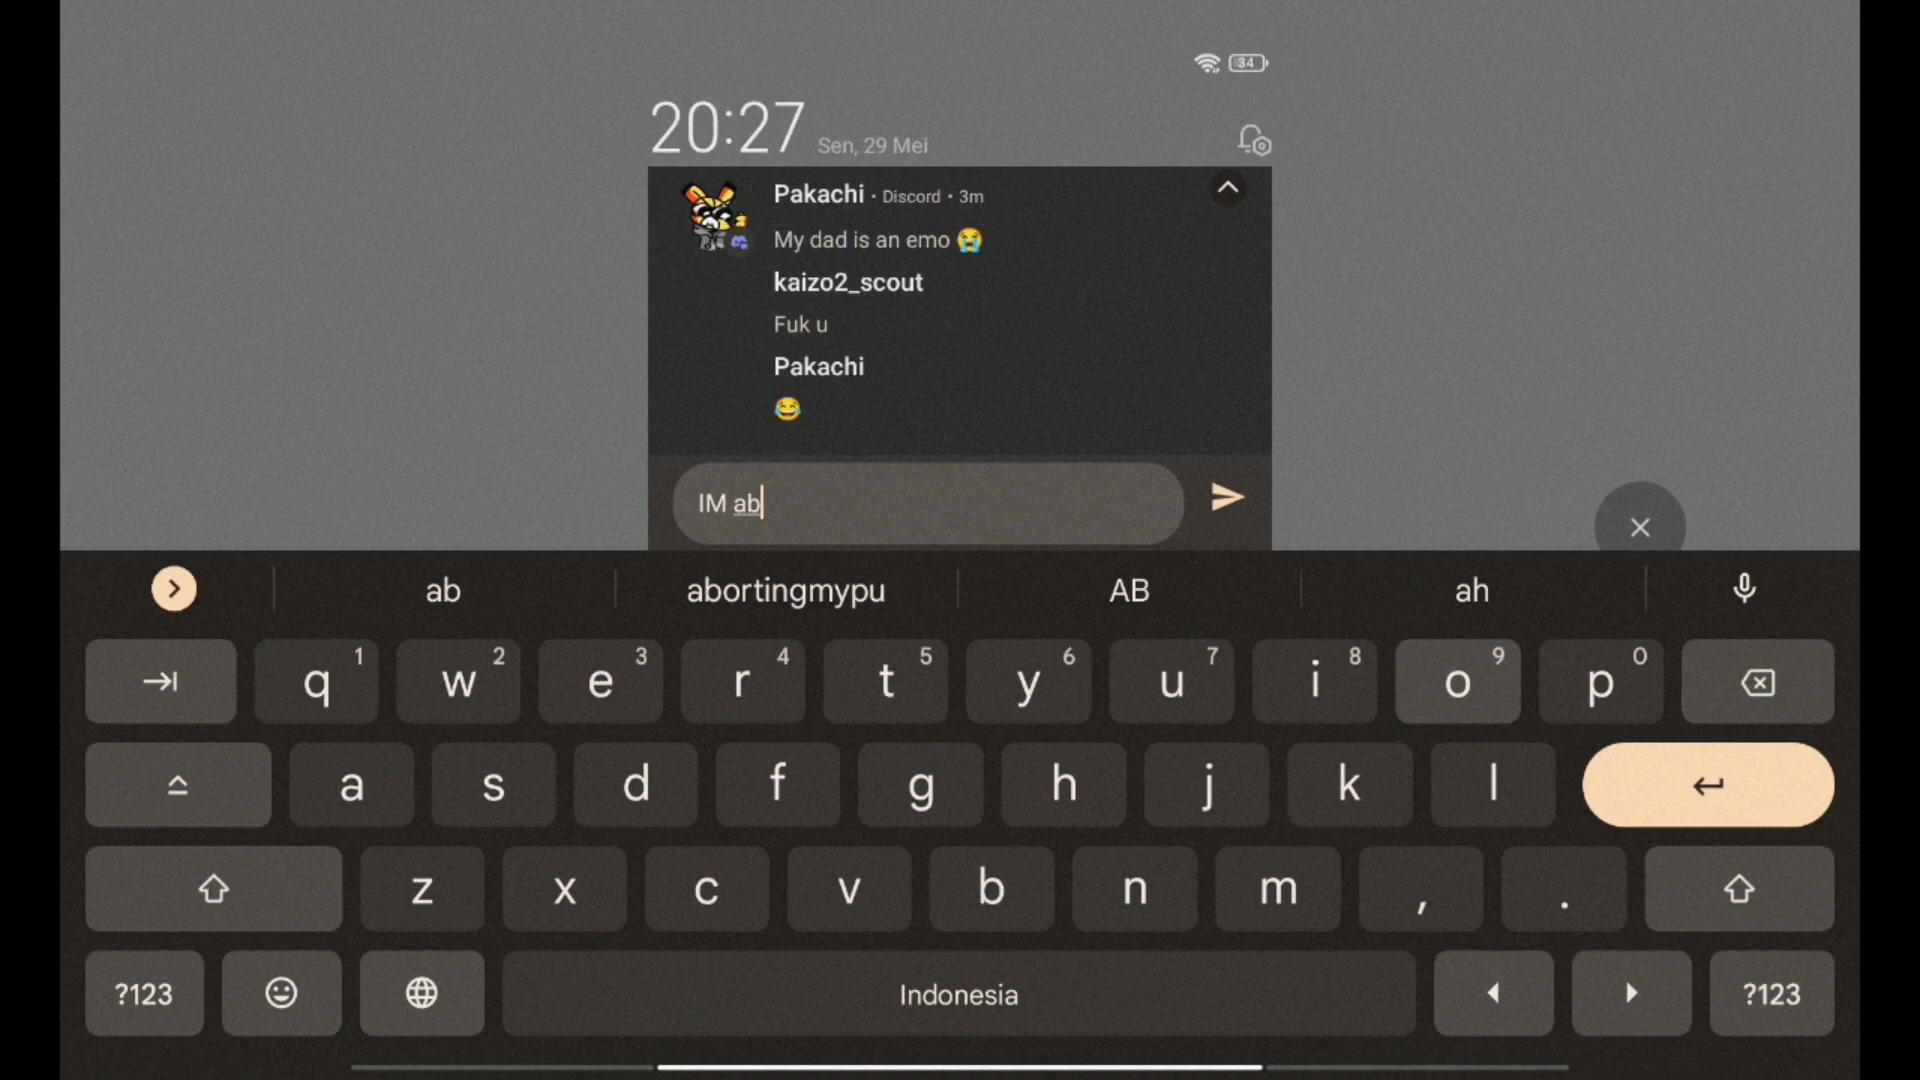 34
20:27 Sen, 29 Mei
Pakachi · Discord · 3m
My dad is an emo 😭
kaizo2_scout
Fuk u
Pakachi
😂
IM ab
ab abortingmypu AB ah
q 1 w 2 e 3 r 4 t 5 y 6 u 7 i 8 o 9 p 0
a s d f g h j k l
z x c v b n m , .
?123 Indonesia ?123